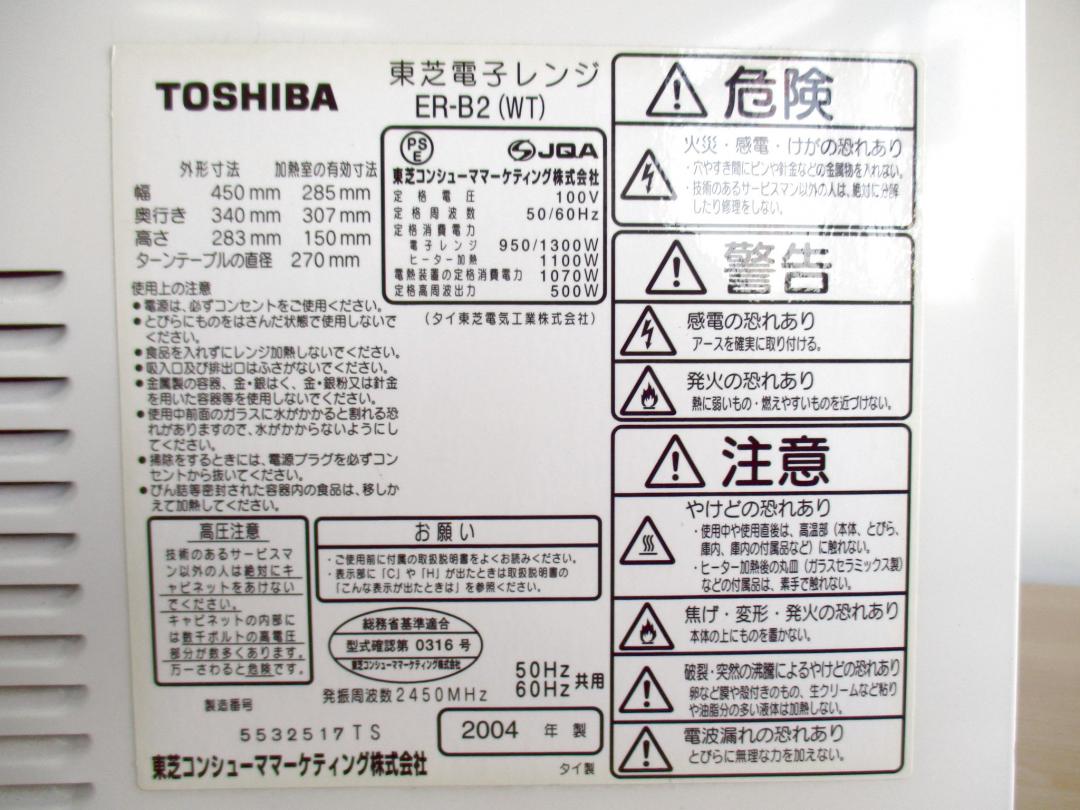 TOSHIBA
東芝電子レンジ
ER-B2 (WT)
外形寸法 加熱室の有効寸法
幅 450mm 285mm
奥行き 340mm 307mm
高さ 283mm 150mm
ターンテーブルの直径 270mm
PS
E
JQA
東芝コンシューママーケティング株式会社
定格電圧 100V
定格周波数 50/60Hz
定格消費電力
電子レンジ 950/1300W
ヒーター加熱 1100W
電熱装置の定格消費電力 1070W
定格高周波出力 500W
(タイ東芝電気工業株式会社)
使用上の注意
●電源は、必ずコンセントをご使用ください。
●とびらにものをはさんだ状態で使用しないで
ください。
●食品を入れずにレンジ加熱しないでください。
●吸入口及び排出口はふさがないでください。
●金属製の容器、金・銀はく、金・銀粉又は針金
を用いた容器等を使用しないでください。
●使用中前面のガラスに水がかかると割れる恐
れがありますので、水がかからないようにし
てください。
●掃除をするときには、電源プラグを必ずコン
セントから抜いてください。
●びん詰等密封された容器内の食品は、移しか
えて加熱してください。
高圧注意
技術のあるサービスマ
ン以外の人は絶対にキ
ャビネットをあけない
でください。
キャビネットの内部に
は数千ボルトの高電圧
部分が数多くあります。
万一さわると危険です。
お願い
・ご使用前に付属の取扱説明書をよくお読みください。
・表示部に「C」や「H」が出たときは取扱説明書の
「こんな表示が出たときは」を参照ください。
総務省基準適合
型式確認第 0316 号
東芝コンシューママーケティング株式会社
発振周波数2450MHz
50Hz
60Hz 共用
製造番号
5532517TS
2004 年製
東芝コンシューママーケティング株式会社
タイ製
危険
火災・感電・けがの恐れあり
・穴やすき間にピンや針金などの金属物を入れない。
・技術のあるサービスマン以外の人は、絶対に分解
したり修理をしない。
警告
感電の恐れあり
アースを確実に取り付ける。
発火の恐れあり
熱に弱いもの・燃えやすいものを近づけない。
注意
やけどの恐れあり
・使用中や使用直後は、高温部(本体、とびら、
庫内、庫内の付属品など)に触れない。
・ヒーター加熱後の丸皿(ガラスセラミックス製)
などの付属品は、素手で触れない。
焦げ・変形・発火の恐れあり
本体の上にものを置かない。
破裂・突然の沸騰によるやけどの恐れあり
卵など膜や殻付きのもの、生クリームなど粘り
や油脂分の多い液体は加熱しない。
電波漏れの恐れあり
とびらに無理な力を加えない。